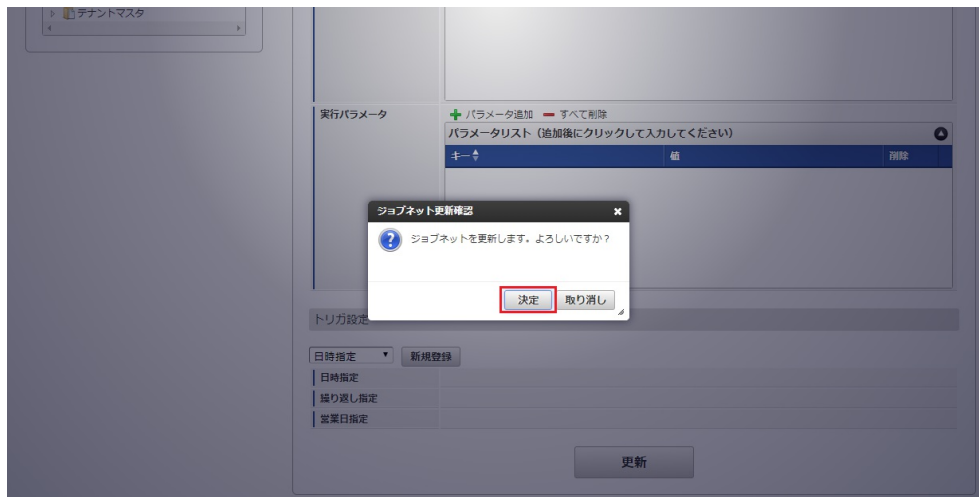 テナントマスタ
実行パラメータ
パラメータ追加 すべて削除
パラメータリスト（追加後にクリックして入力してください）
キー 値 削除
ジョブネット更新確認
ジョブネットを更新します。よろしいですか？
決定 取り消し
トリガ設定
日時指定 新規登録
日時指定
繰り返し指定
営業日指定
更新